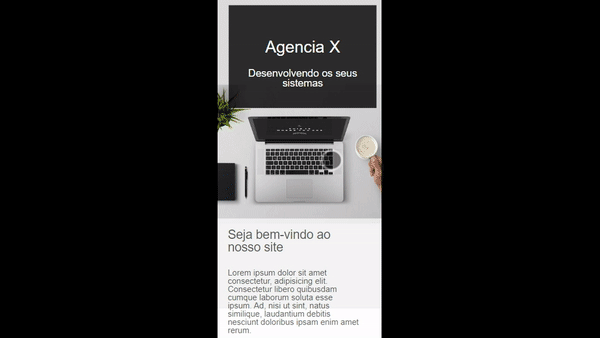 Agencia X
Desenvolvendo os seus
sistemas
Seja bem-vindo ao
nosso site
Lorem ipsum dolor sit amet
consectetur, adipisicing elit.
Consectetur libero quibusdam
cumque laborum soluta esse
ipsum. Ad, nisi ut sint, natus
similique, laudantium debitis
nesciunt doloribus ipsam enim amet
rerum.